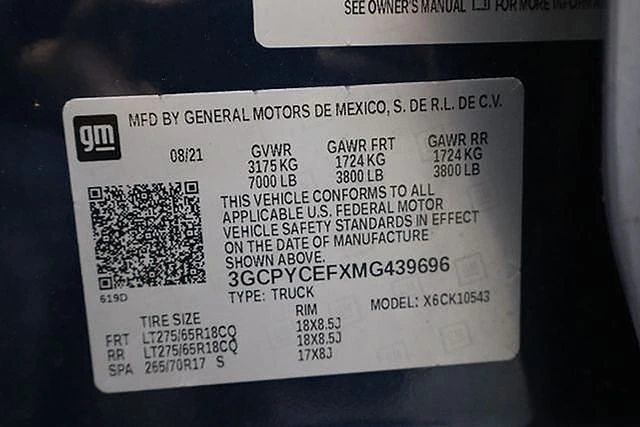 SEE OWNER'S MANUAL FOR MORE
MFD BY GENERAL MOTORS DE MEXICO, S. DE R.L. DE C.V.
gm
08/21
GVWR GAWR FRT GAWR RR
3175 KG 1724 KG 1724 KG
7000 LB 3800 LB 3800 LB
THIS VEHICLE CONFORMS TO ALL
APPLICABLE U.S. FEDERAL MOTOR
VEHICLE SAFETY STANDARDS IN EFFECT
ON THE DATE OF MANUFACTURE
SHOWN ABOVE.
3GCPYCEFXMG439696
619D
TYPE: TRUCK MODEL: X6CK10543
TIRE SIZE RIM
FRT LT275/65R18CQ 18X8.5J
RR LT275/65R18CQ 18X8.5J
SPA 265/70R17 S 17X8J